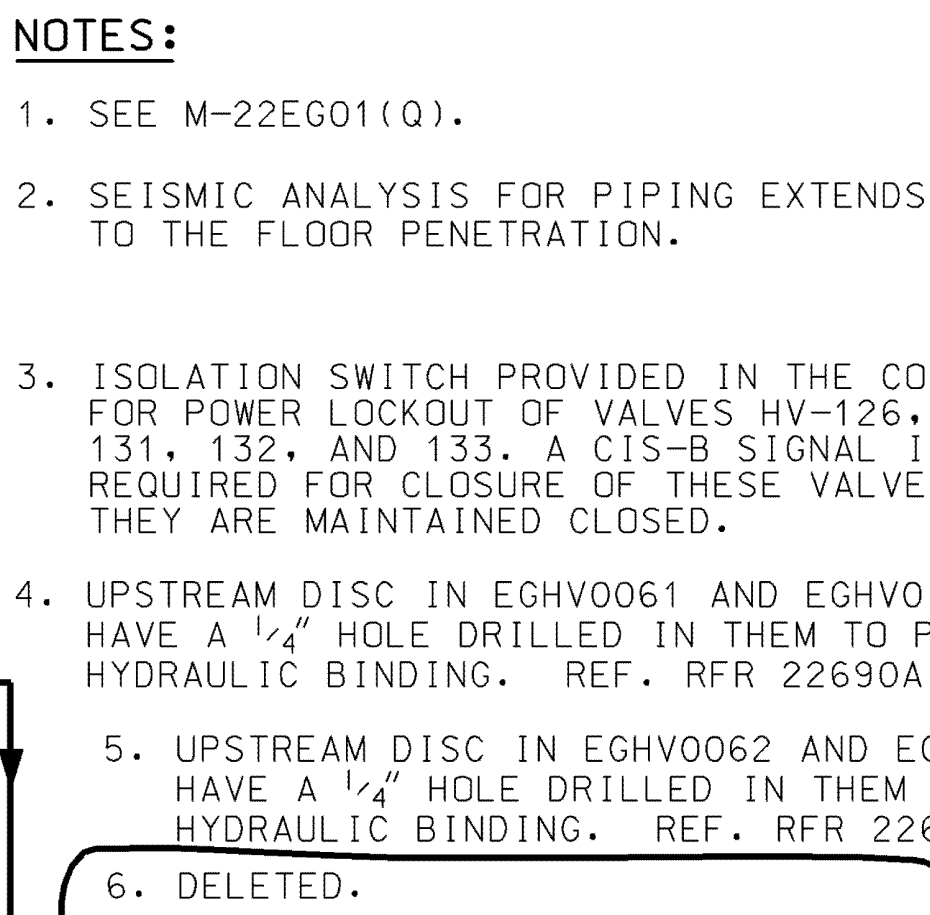 NOTES:
1. SEE M-22EG01(Q).
2. SEISMIC ANALYSIS FOR PIPING EXTENDS
TO THE FLOOR PENETRATION.
3. ISOLATION SWITCH PROVIDED IN THE CO
FOR POWER LOCKOUT OF VALVES HV-126,
131, 132, AND 133. A CIS-B SIGNAL I
REQUIRED FOR CLOSURE OF THESE VALVE
THEY ARE MAINTAINED CLOSED.
4. UPSTREAM DISC IN EGHV0061 AND EGHV0
HAVE A 1/4" HOLE DRILLED IN THEM TO P
HYDRAULIC BINDING. REF. RFR 22690A
5. UPSTREAM DISC IN EGHV0062 AND EG
HAVE A 1/4" HOLE DRILLED IN THEM
HYDRAULIC BINDING. REF. RFR 226
6. DELETED.